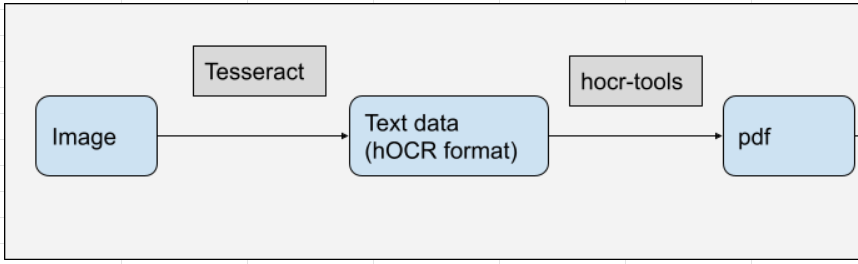 Tesseract
hocr-tools
Image
Text data
(hOCR format)
pdf